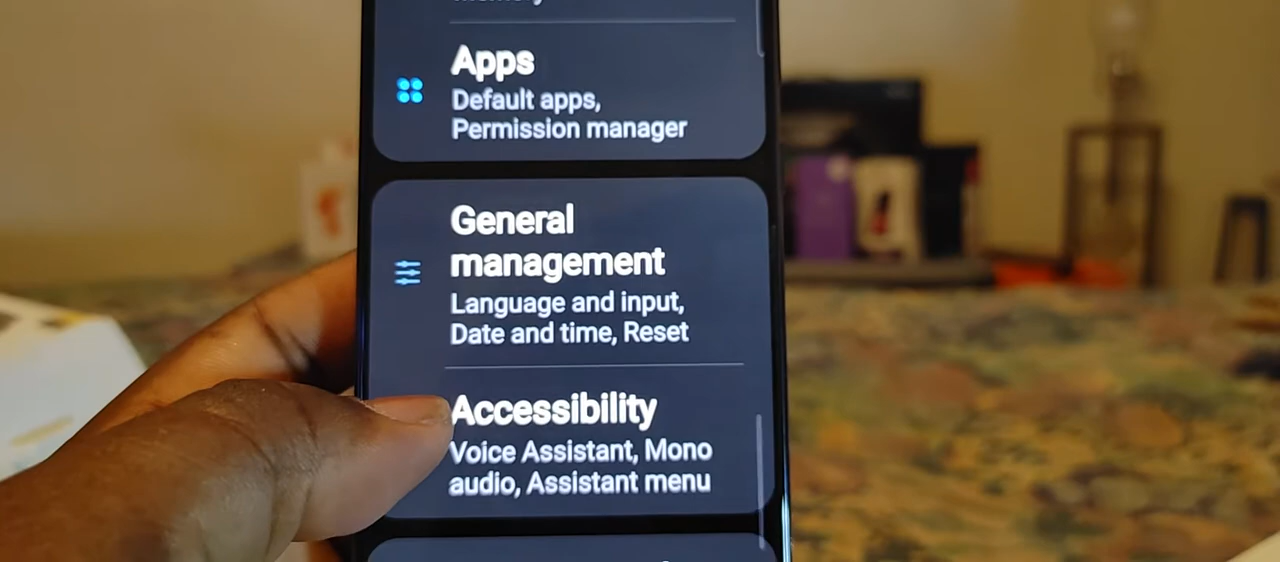 Apps
Default apps,
Permission manager
General
management
Language and input,
Date and time, Reset
Accessibility
Voice Assistant, Mono
audio, Assistant menu